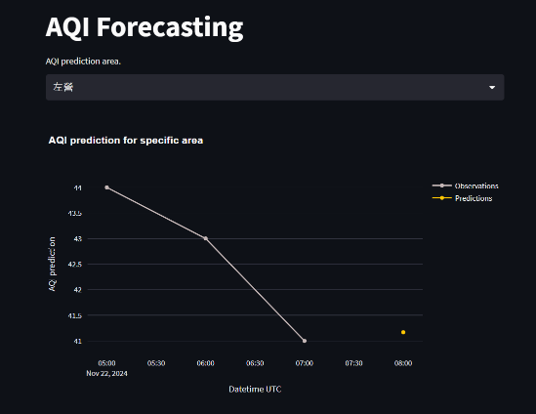 AQI Forecasting
AQI prediction area.
左營
AQI prediction for specific area
44
43.5
43
42.5
42
41.5
41
AQI prediction
Observations
Predictions
05:00
05:30
06:00
06:30
07:00
07:30
08:00
Nov 22, 2024
Datetime UTC